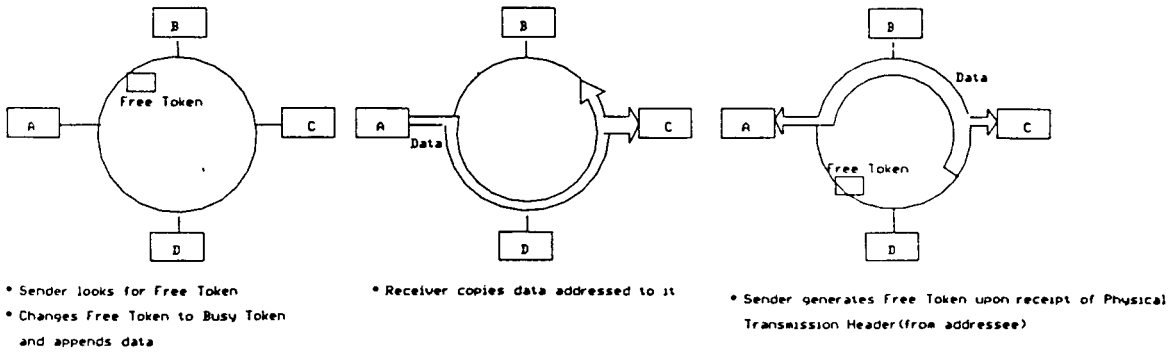 B
Free Token
A
C
D
* Sender looks for Free Token
* Changes Free Token to Busy Token
and appends data
B
A
Data
C
D
* Receiver copies data addressed to it
B
Data
A
C
Free Token
D
* Sender generates Free Token upon receipt of Physical
Transmission Header(from addressee)